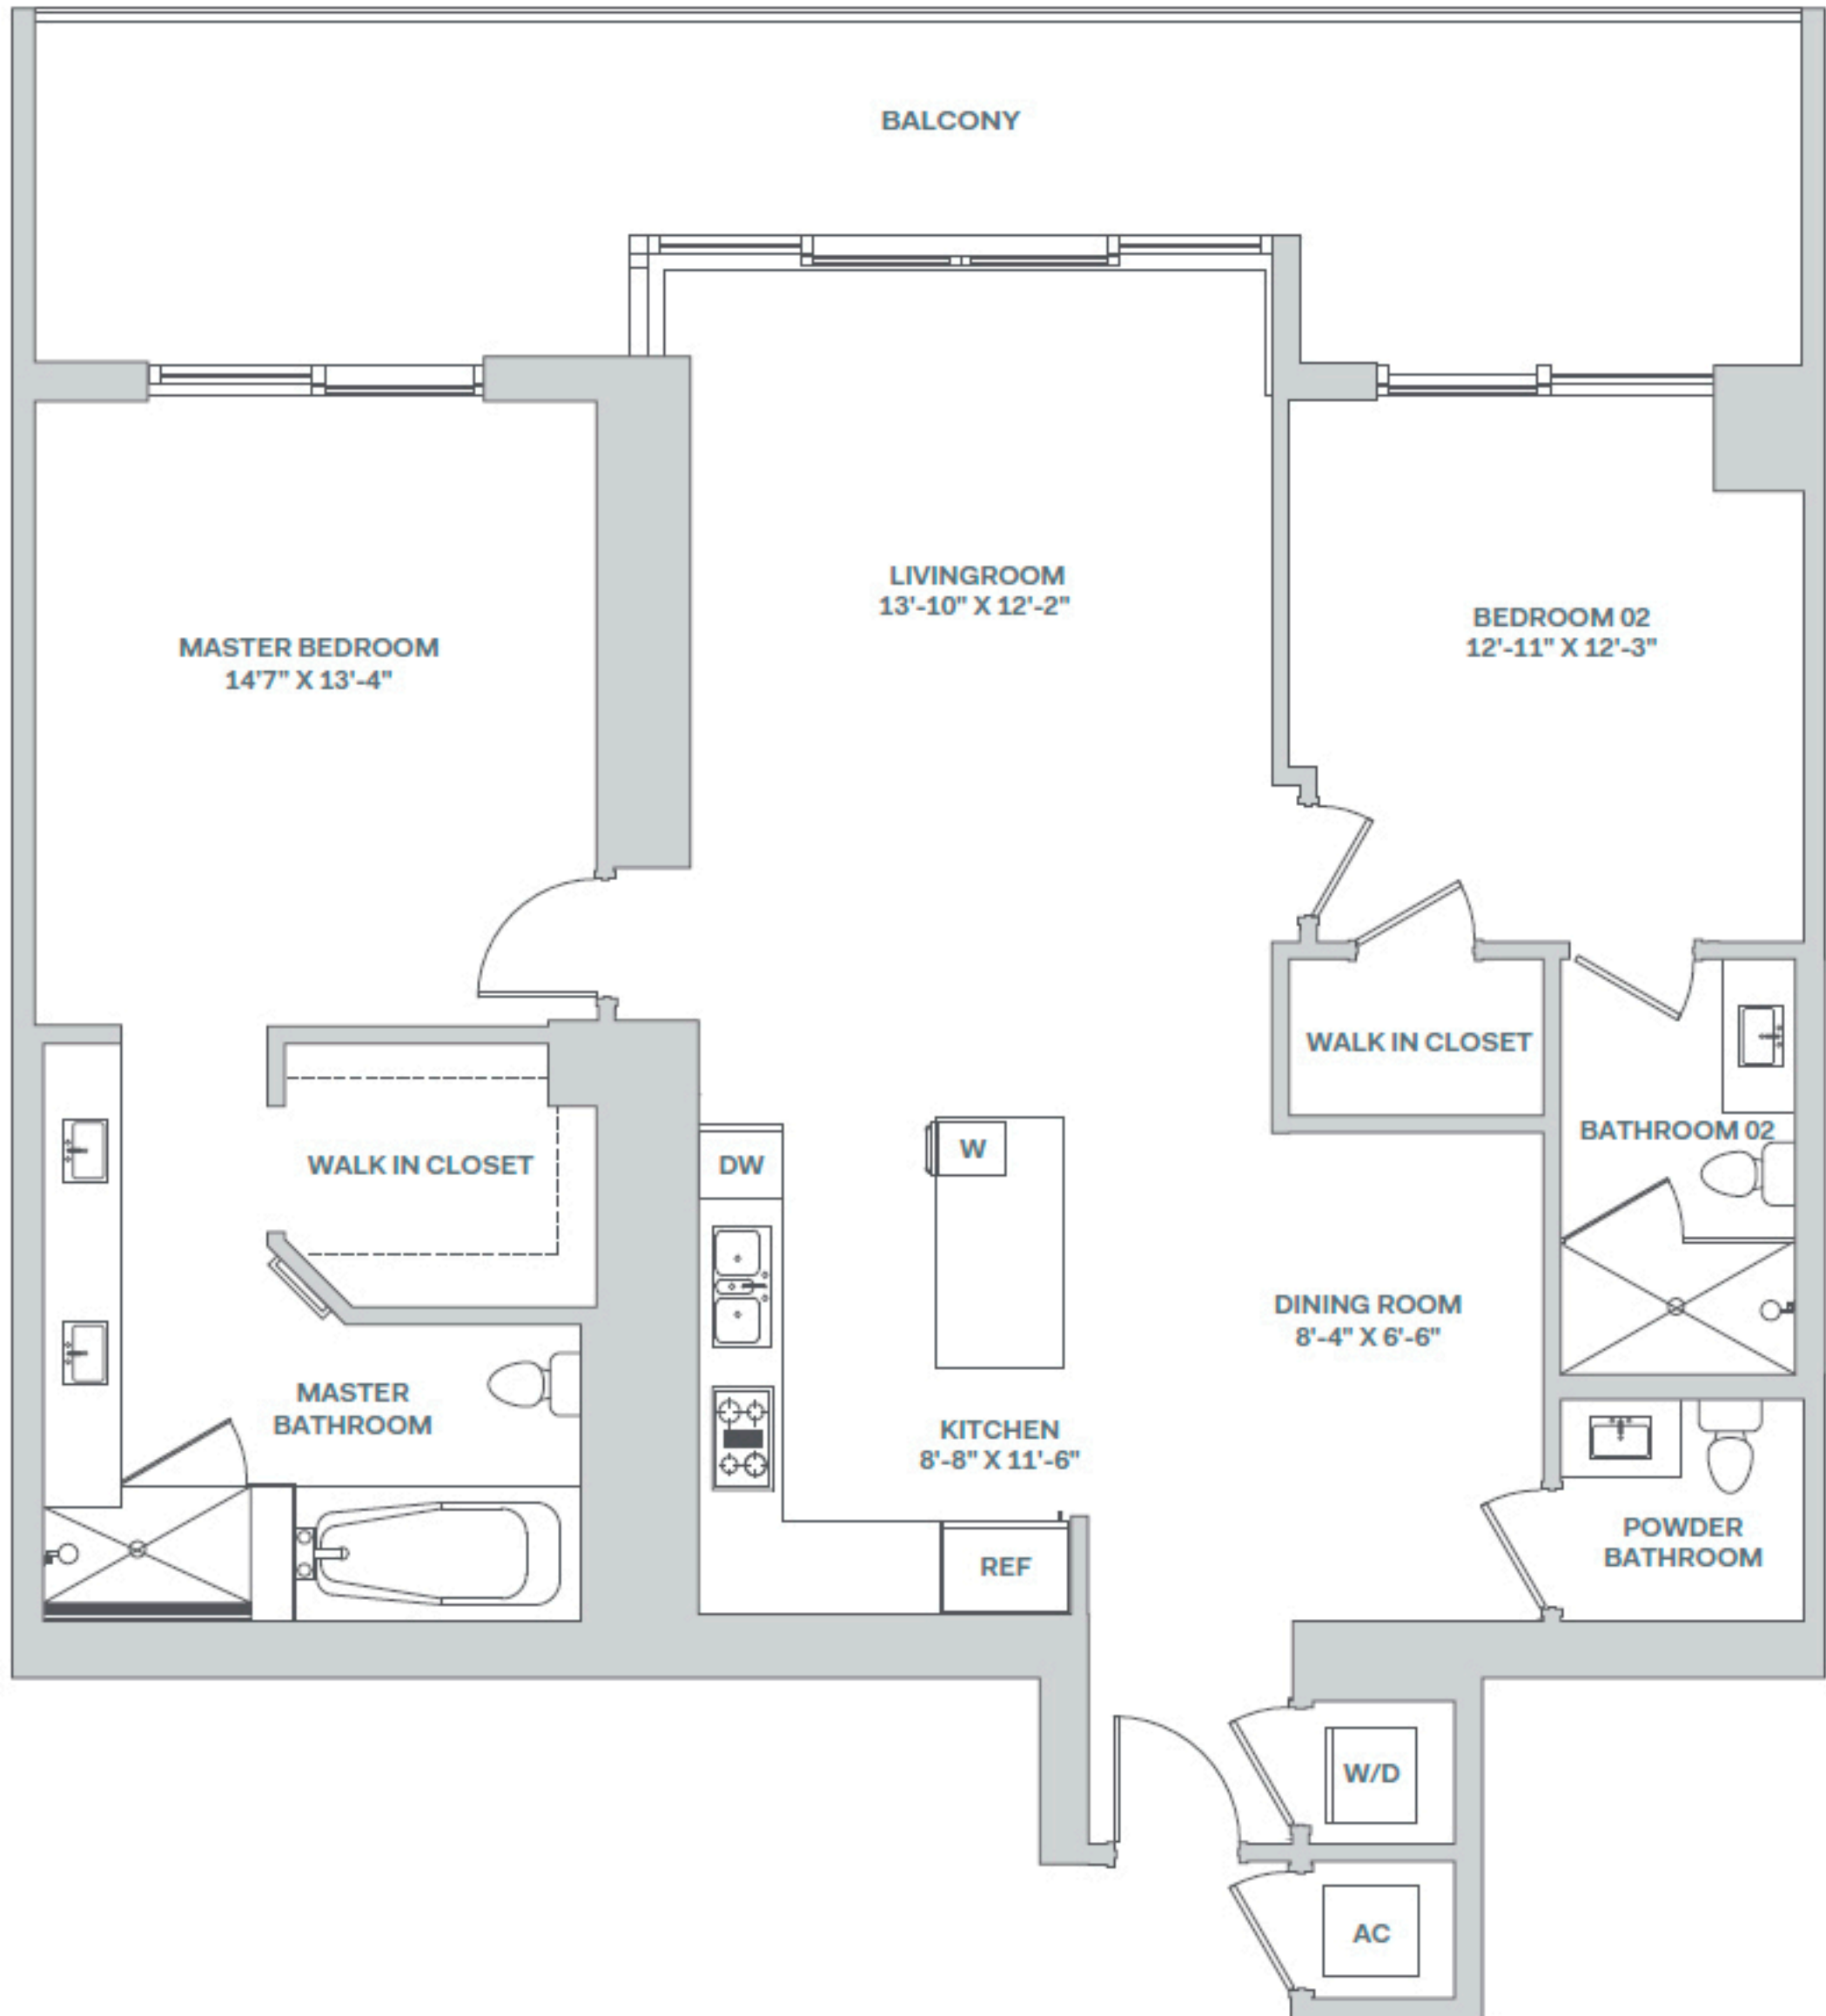 BALCONY
LIVINGROOM
13'-10" X 12'-2"
BEDROOM 02
12'-11" X 12'-3"
MASTER BEDROOM
14'7" X 13'-4"
WALK IN CLOSET
BATHROOM 02
WALK IN CLOSET
DW
W
DINING ROOM
8'-4" X 6'-6"
MASTER
BATHROOM
KITCHEN
8'-8" X 11'-6"
POWDER
BATHROOM
REF
W/D
AC